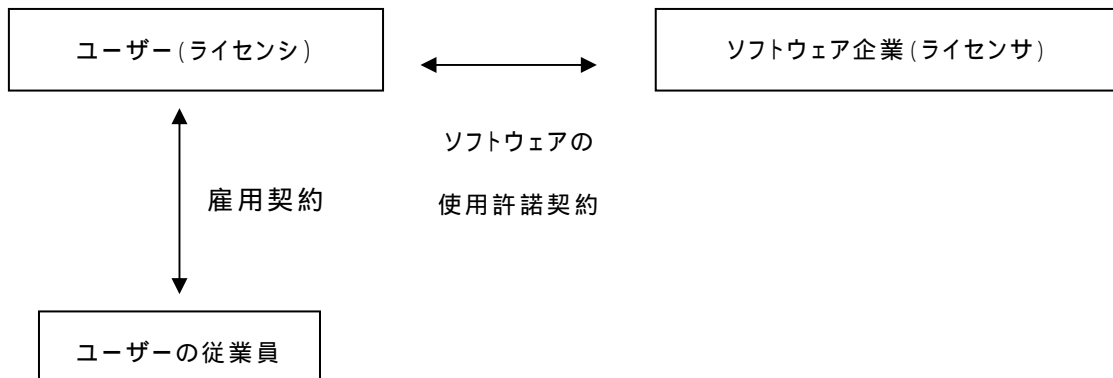 ユーザー(ライセンシ)
ソフトウェア企業(ライセンサ)
ソフトウェアの
使用許諾契約
雇用契約
ユーザーの従業員